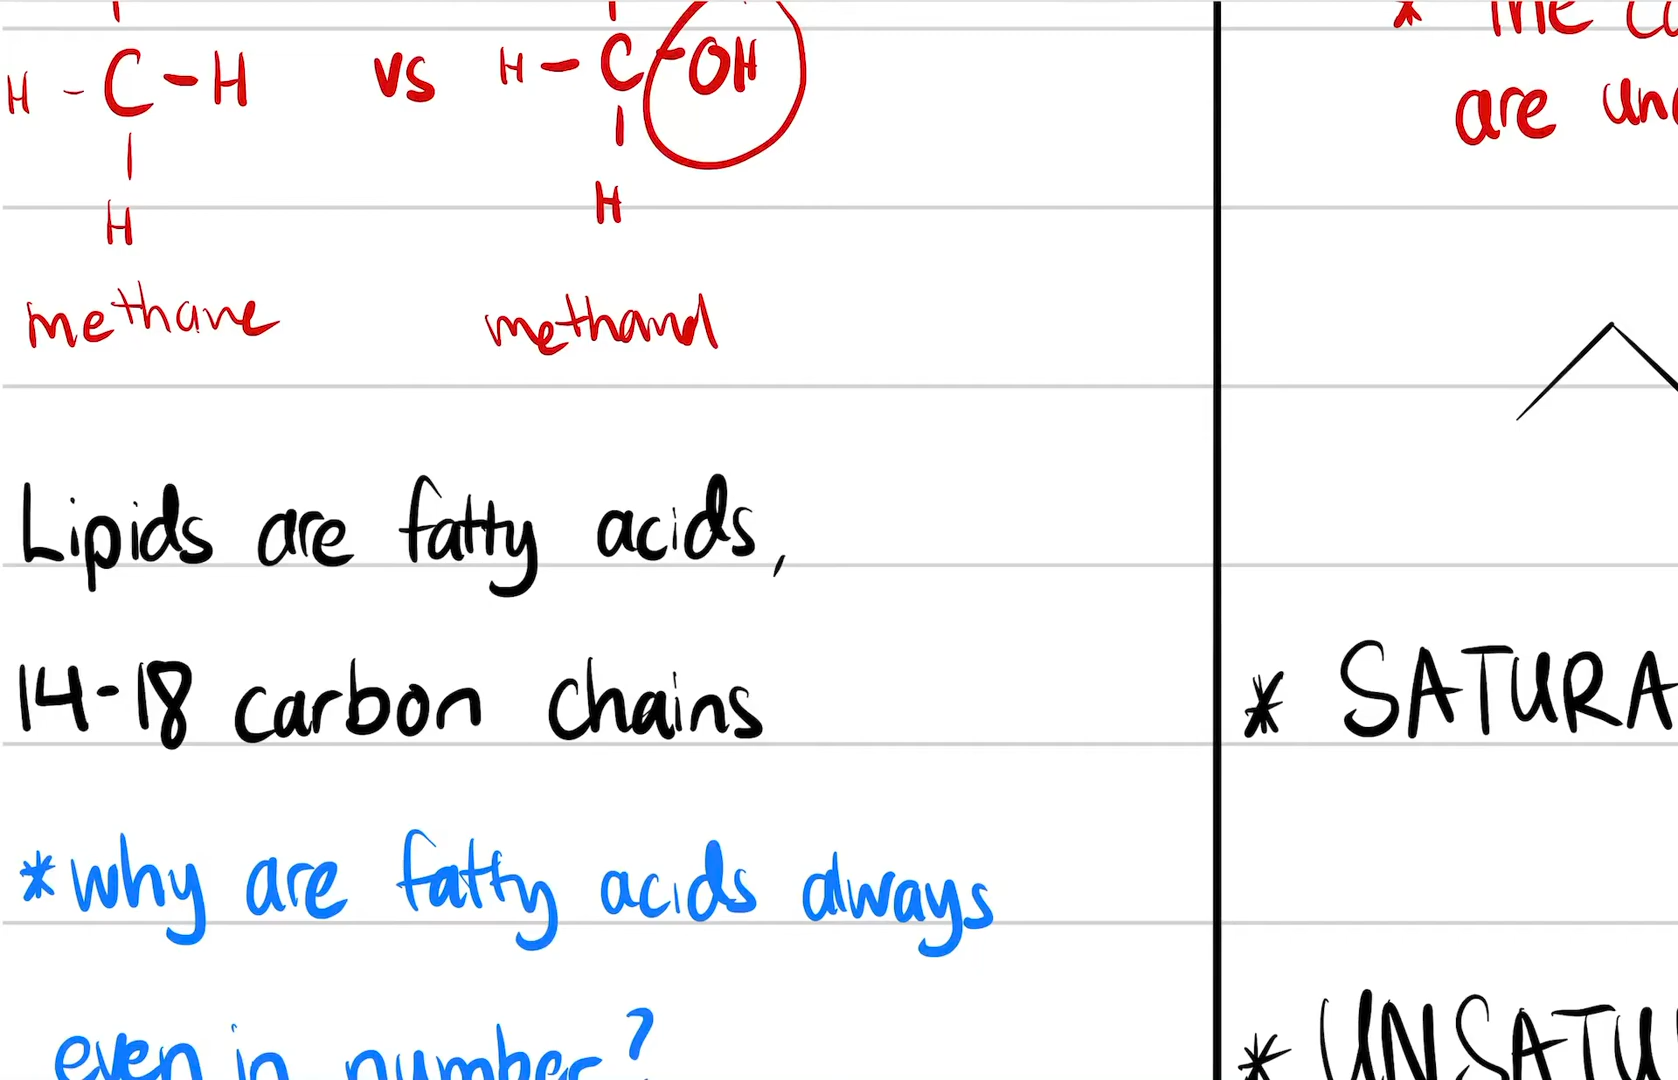 H - C - H vs H - C - OH
H H
methane methanol
Lipids are fatty acids,
14-18 carbon chains
*why are fatty acids always
even in number?
* The
are
* SATURA
* UNSATU